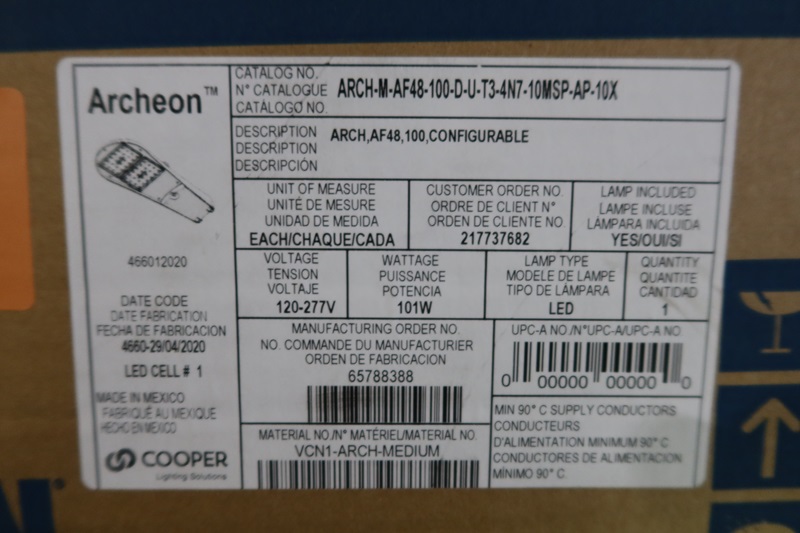 Archeon™
466012020
DATE CODE
DATE FABRICATION
FECHA DE FABRICACION
4660-29/04/2020
LED CELL # 1
MADE IN MEXICO
FABRIQUÉ AU MEXIQUE
HECHO EN MEXICO
COOPER
Lighting Solutions
CATALOG NO.
N° CATALOGUE
CATÁLOGO NO.
ARCH-M-AF48-100-D-U-T3-4N7-10MSP-AP-10X
DESCRIPTION
DESCRIPTION
DESCRIPCIÓN
ARCH,AF48,100,CONFIGURABLE
UNIT OF MEASURE
UNITÉ DE MESURE
UNIDAD DE MEDIDA
EACH/CHAQUE/CADA
CUSTOMER ORDER NO.
ORDRE DE CLIENT N°
ORDEN DE CLIENTE NO.
217737682
LAMP INCLUDED
LAMPE INCLUSE
LÁMPARA INCLUIDA
YES/OUI/SI
VOLTAGE
TENSION
VOLTAJE
120-277V
WATTAGE
PUISSANCE
POTENCIA
101W
LAMP TYPE
MODELE DE LAMPE
TIPO DE LÁMPARA
LED
QUANTITY
QUANTITE
CANTIDAD
1
MANUFACTURING ORDER NO.
NO. COMMANDE DU MANUFACTURIER
ORDEN DE FABRICACION
65788388
UPC-A NO./N°UPC-A/UPC-A NO
0 00000 00000 0
MATERIAL NO./N° MATÉRIEL/MATERIAL NO.
VCN1-ARCH-MEDIUM
MIN 90° C SUPPLY CONDUCTORS
CONDUCTEURS
D'ALIMENTATION MINIMUM 90° C
CONDUCTORES DE ALIMENTACION
MÍNIMO 90° C.